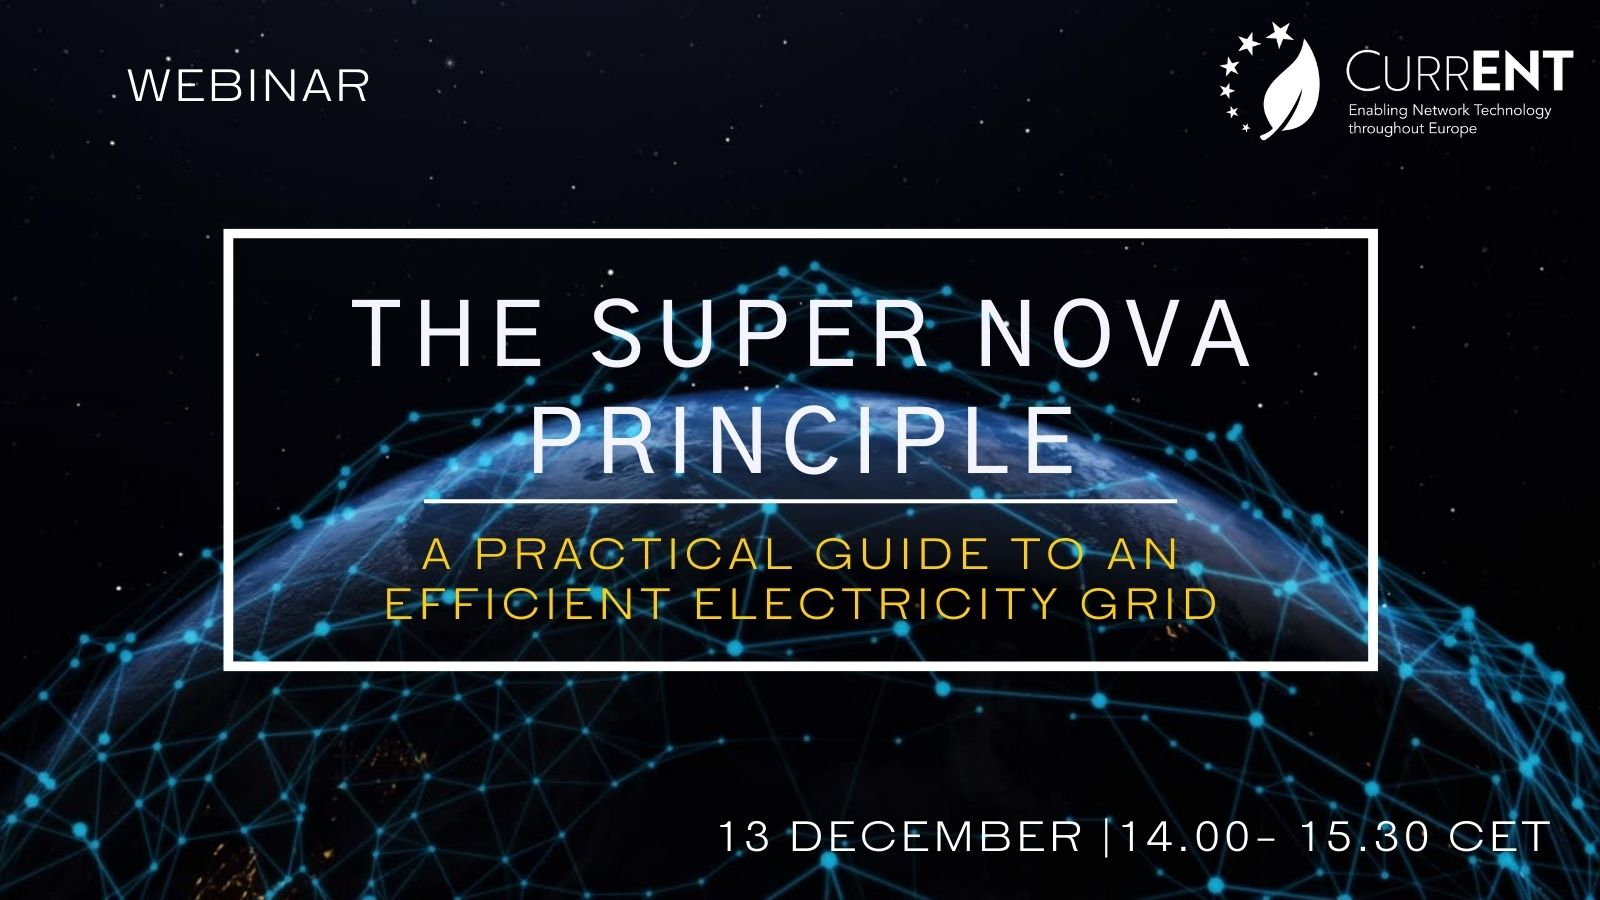 WEBINAR
CURRENT
Enabling Network Technology
throughout Europe
THE SUPER NOVA
PRINCIPLE
A PRACTICAL GUIDE TO AN
EFFICIENT ELECTRICITY GRID
13 DECEMBER |14.00- 15.30 CET